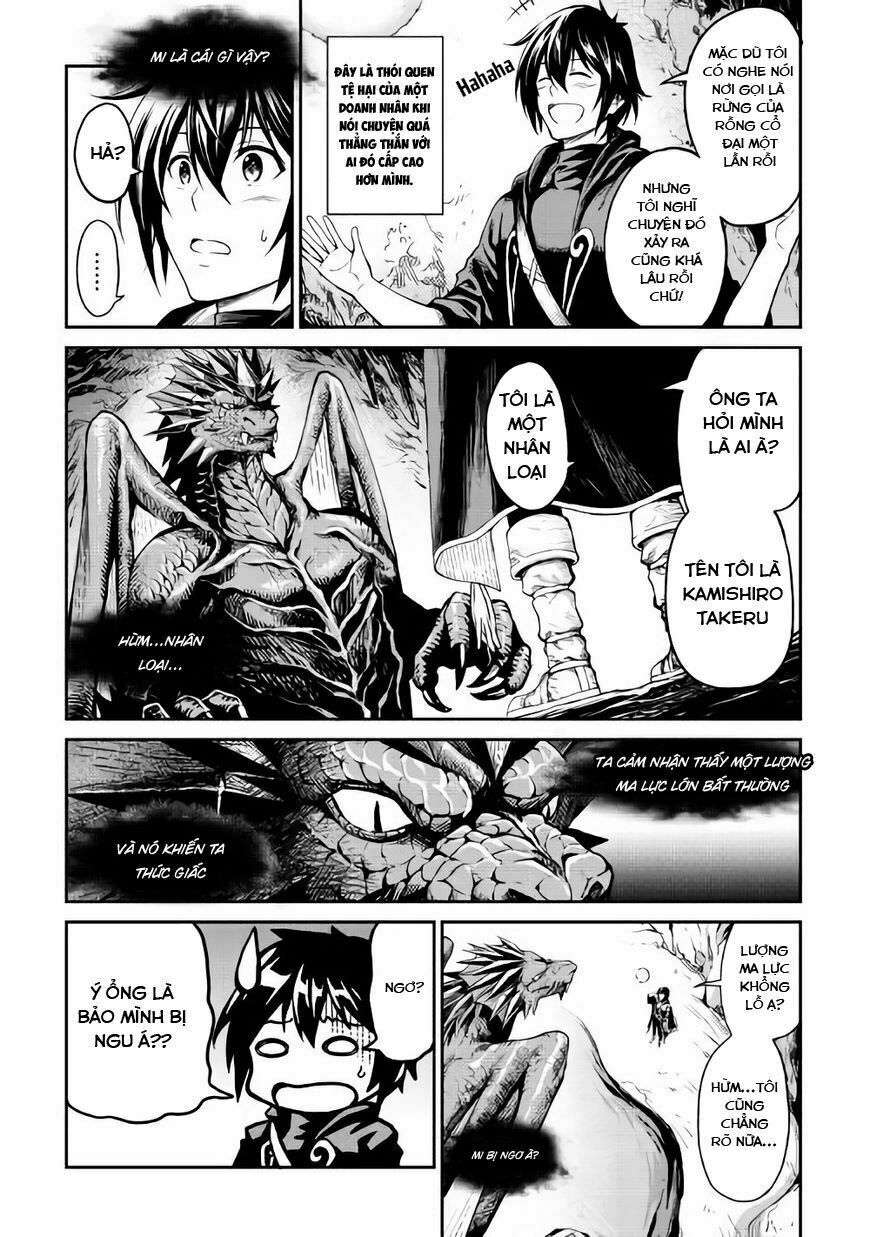 MẶC DÙ TÔI
CÓ NGHE NÓI
NƠI GỌI LÀ
RỪNG CỦA
RỒNG CỔ
ĐẠI MỘT
LẦN RỒI
NHƯNG
TÔI NGHĨ
CHUYỆN ĐÓ
XẢY RA
CŨNG KHÁ
LÂU RỒI
CHỨ!
Hahaha
ĐÂY LÀ THÓI QUEN
TỆ HẠI CỦA MỘT
DOANH NHÂN KHI
NÓI CHUYỆN QUÁ
THẲNG THẮN VỚI
AI ĐÓ CẤP CAO
HƠN MÌNH.
MI LÀ CÁI GÌ VẬY?
HẢ?
......
ÔNG TA
HỎI MÌNH
LÀ AI À?
TÊN TÔI LÀ
KAMISHIRO
TAKERU
TÔI LÀ
MỘT
NHÂN
LOẠI
HỪM...NHÂN
LOẠI...
TA CẢM NHẬN THẤY MỘT LƯỢNG
MA LỰC LỚN BẤT THƯỜNG
VÀ NÓ KHIẾN TA
THỨC GIẤC
LƯỢNG
MA LỰC
KHỔNG
LỒ Ạ?
HỪM...TÔI
CŨNG
CHẲNG
RÕ NỮA...
MI BỊ NGƠ À?
NGƠ?
Ý ỔNG LÀ
BẢO MÌNH BỊ
NGU Á??